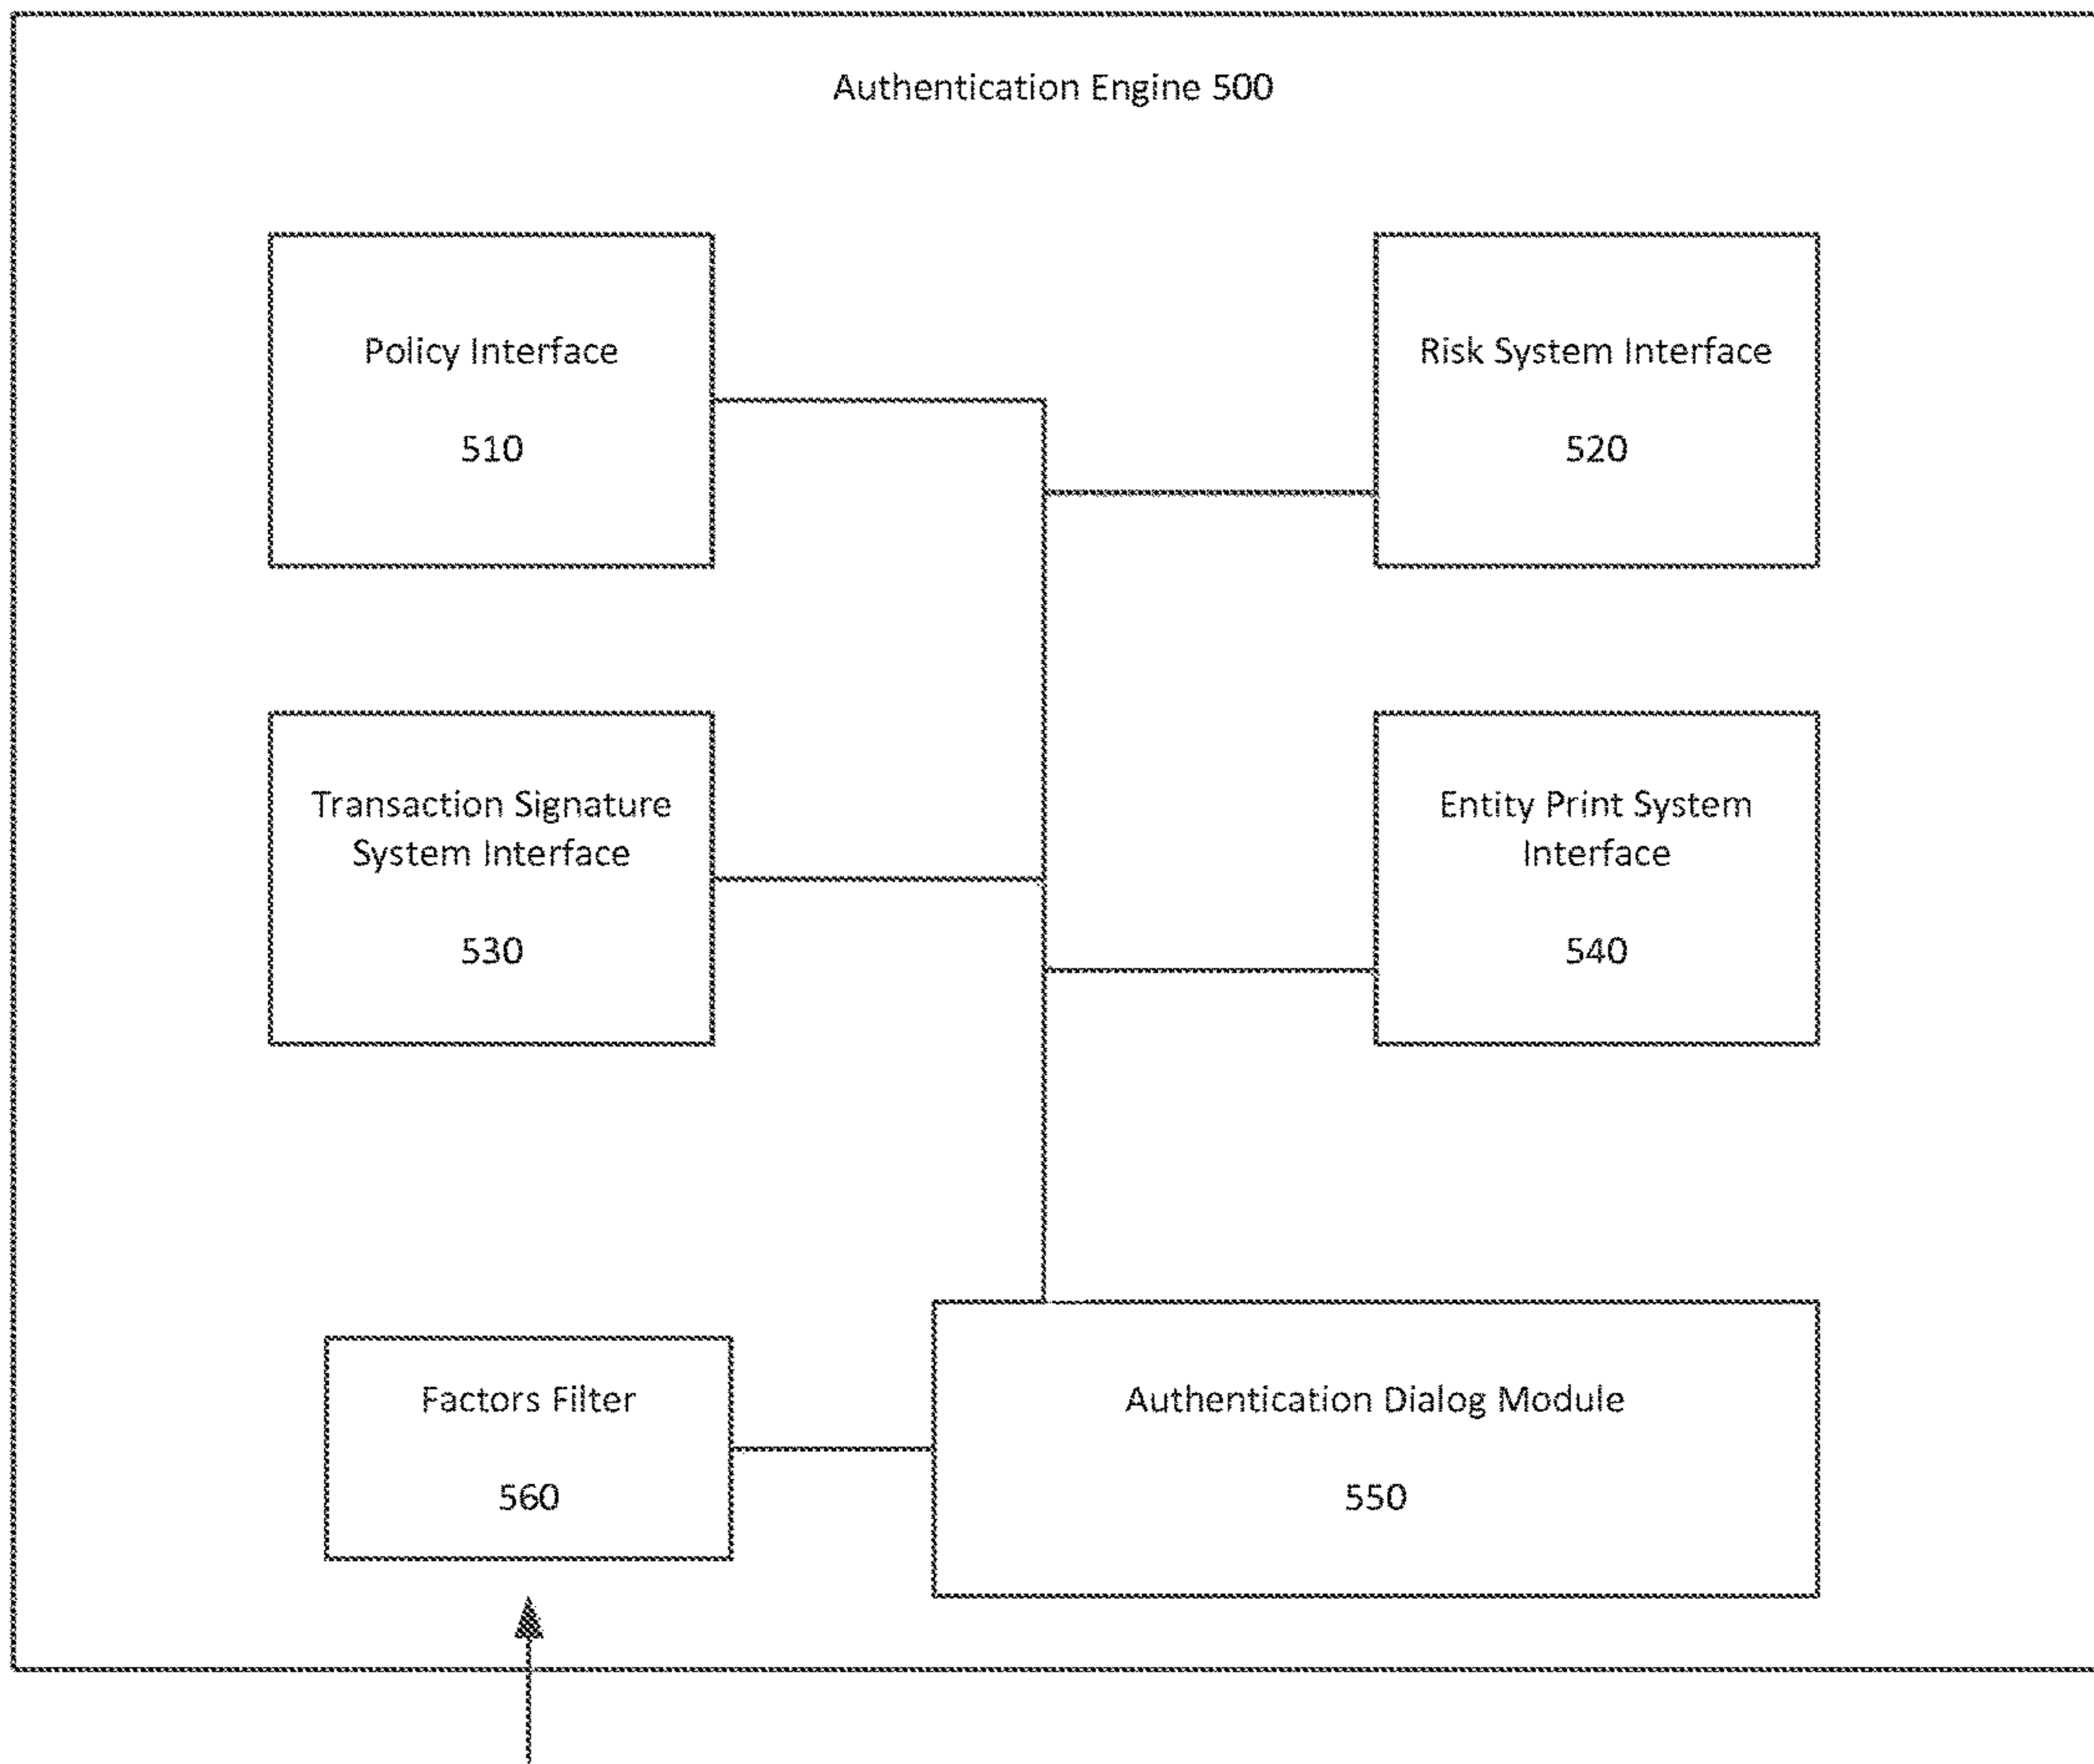 Authentication Engine 500
Policy Interface
510
Risk System Interface
520
Transaction Signature
System Interface
530
Entity Print System
Interface
540
Factors Filter
560
Authentication Dialog Module
550